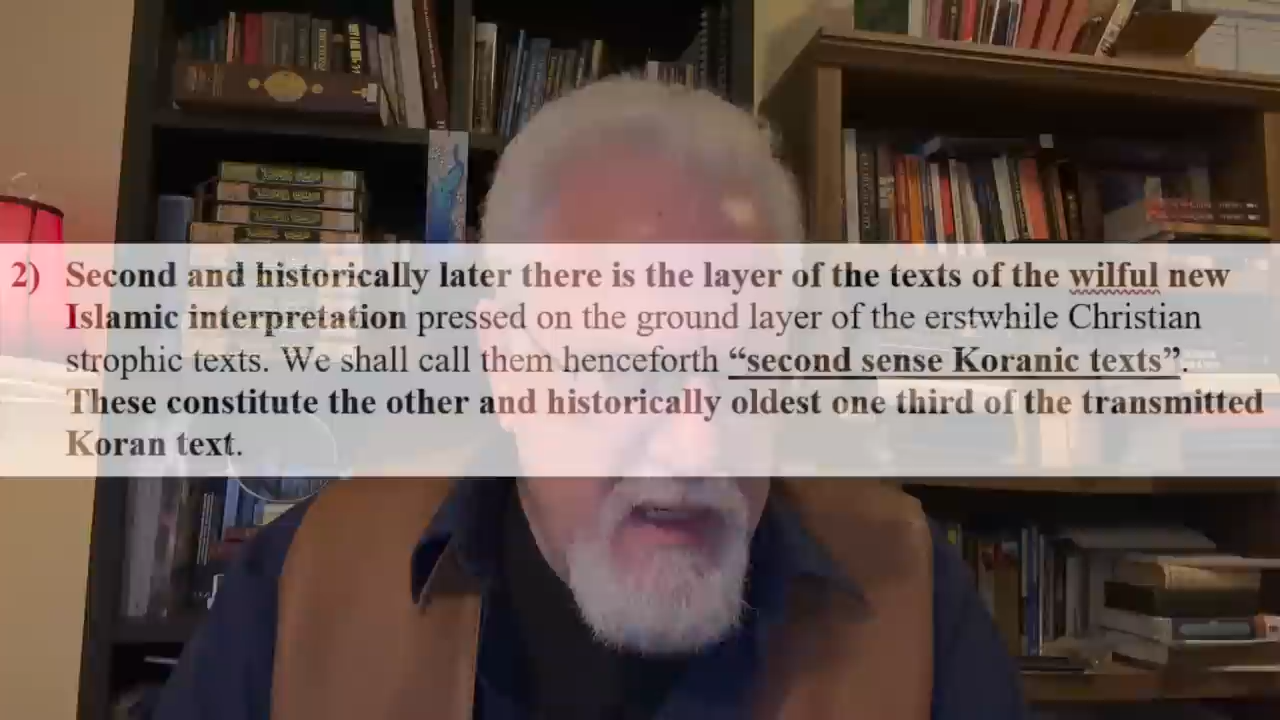 2) Second and historically later there is the layer of the texts of the wilful new
Islamic interpretation pressed on the ground layer of the erstwhile Christian
strophic texts. We shall call them henceforth “second sense Koranic texts”.
These constitute the other and historically oldest one third of the transmitted
Koran text.